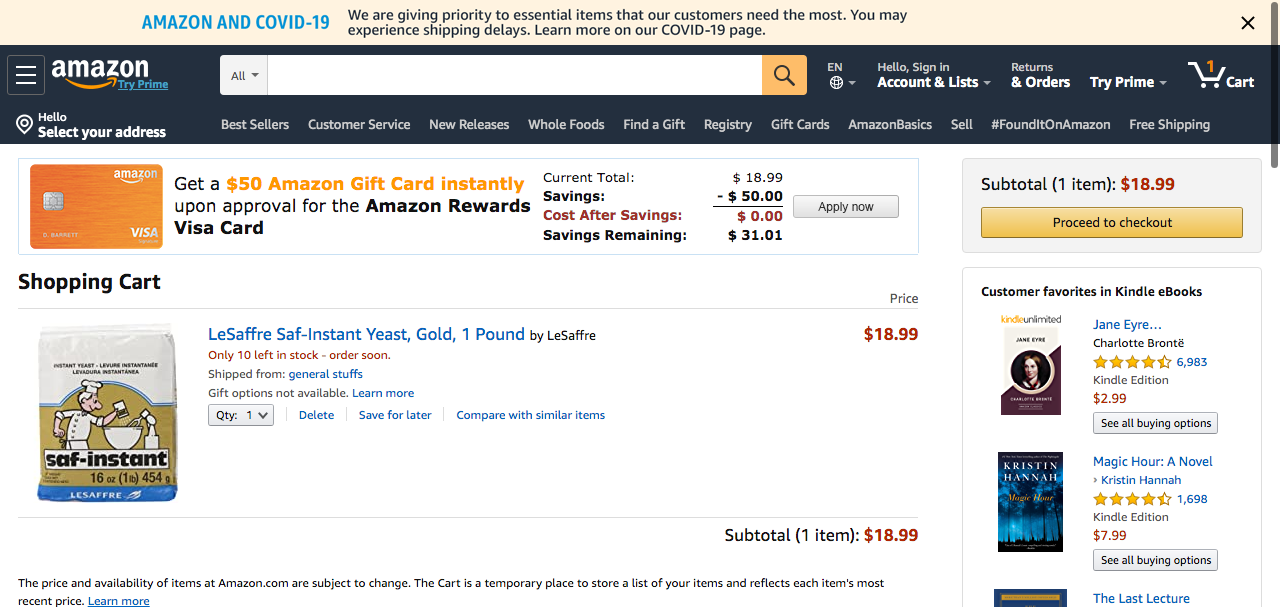 AMAZON AND COVID-19
We are giving priority to essential items that our customers need the most. You may
experience shipping delays. Learn more on our COVID-19 page.
amazon
Try Prime
All
EN
Hello, Sign in
Account & Lists
Returns
& Orders
Try Prime
1
Cart
Hello
Select your address
Best Sellers
Customer Service
New Releases
Whole Foods
Find a Gift
Registry
Gift Cards
AmazonBasics
Sell
#FoundItOnAmazon
Free Shipping
amazon
D. BARRETT
VISA
Get a $50 Amazon Gift Card instantly
upon approval for the Amazon Rewards
Visa Card
Current Total: $ 18.99
Savings: - $ 50.00
Cost After Savings: $ 0.00
Savings Remaining: $ 31.01
Apply now
Subtotal (1 item): $18.99
Proceed to checkout
Shopping Cart
Price
INSTANT YEAST - LEVURE INSTANTANÉE
LEVADURA INSTANTÁNEA
saf-instant
16 oz (1 lb) 454 g
LESAFFRE
LeSaffre Saf-Instant Yeast, Gold, 1 Pound by LeSaffre
$18.99
Only 10 left in stock - order soon.
Shipped from: general stuffs
Gift options not available. Learn more
Qty: 1
Delete
Save for later
Compare with similar items
Subtotal (1 item): $18.99
The price and availability of items at Amazon.com are subject to change. The Cart is a temporary place to store a list of your items and reflects each item's most
recent price. Learn more
Customer favorites in Kindle eBooks
kindleunlimited
JANE EYRE
CHARLOTTE BRONTË
Jane Eyre…
Charlotte Brontë
6,983
Kindle Edition
$2.99
See all buying options
KRISTIN
HANNAH
Magic Hour
Magic Hour: A Novel
› Kristin Hannah
1,698
Kindle Edition
$7.99
See all buying options
The Last Lecture